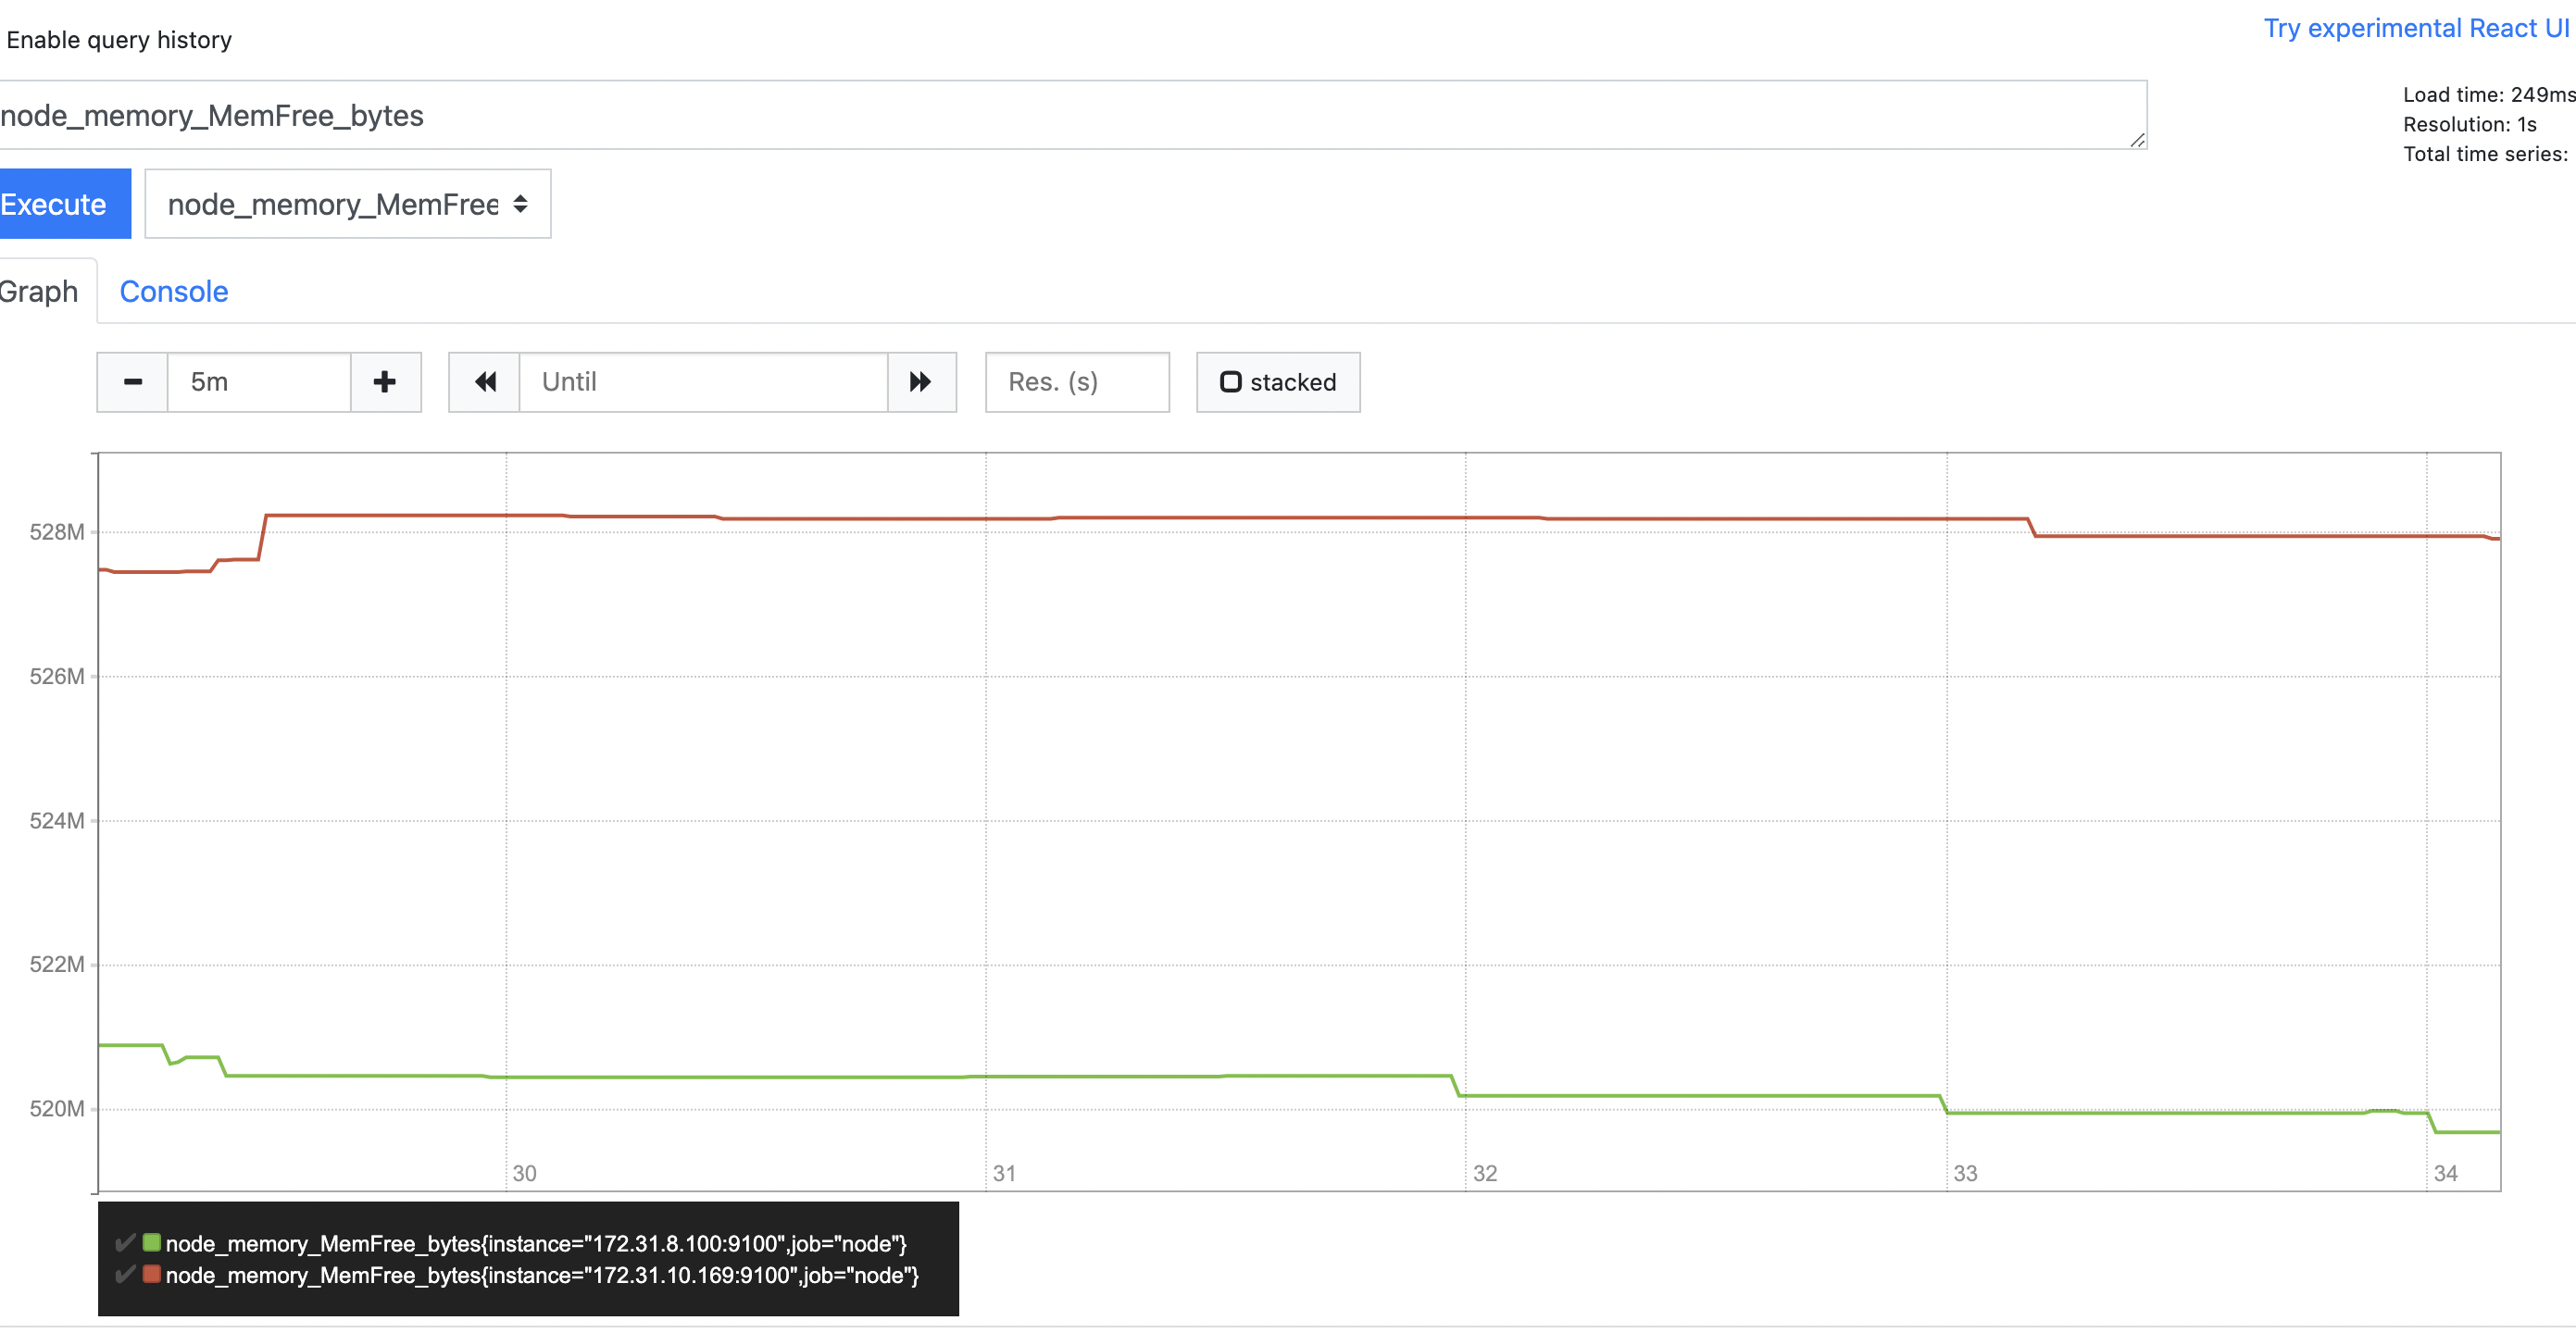 Enable query history
Try experimental React UI
node_memory_MemFree_bytes
Load time: 249ms
Resolution: 1s
Total time series:
Execute
node_memory_MemFree
Graph
Console
5m
Until
Res. (s)
stacked
528M
526M
524M
522M
520M
30
31
32
33
34
node_memory_MemFree_bytes{instance="172.31.8.100:9100",job="node"}
node_memory_MemFree_bytes{instance="172.31.10.169:9100",job="node"}